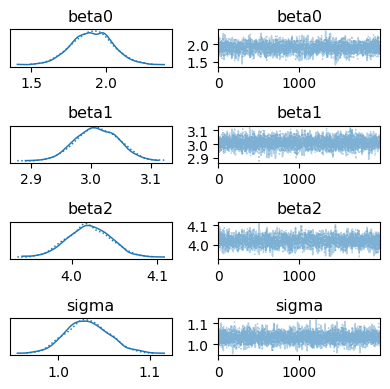 beta0 beta0
2.0
1.5
1.5 2.0 0 1000
beta1 beta1
3.1
3.0
2.9
2.9 3.0 3.1 0 1000
beta2 beta2
4.1
4.0
4.0 4.1 0 1000
sigma sigma
1.1
1.0
1.0 1.1 0 1000